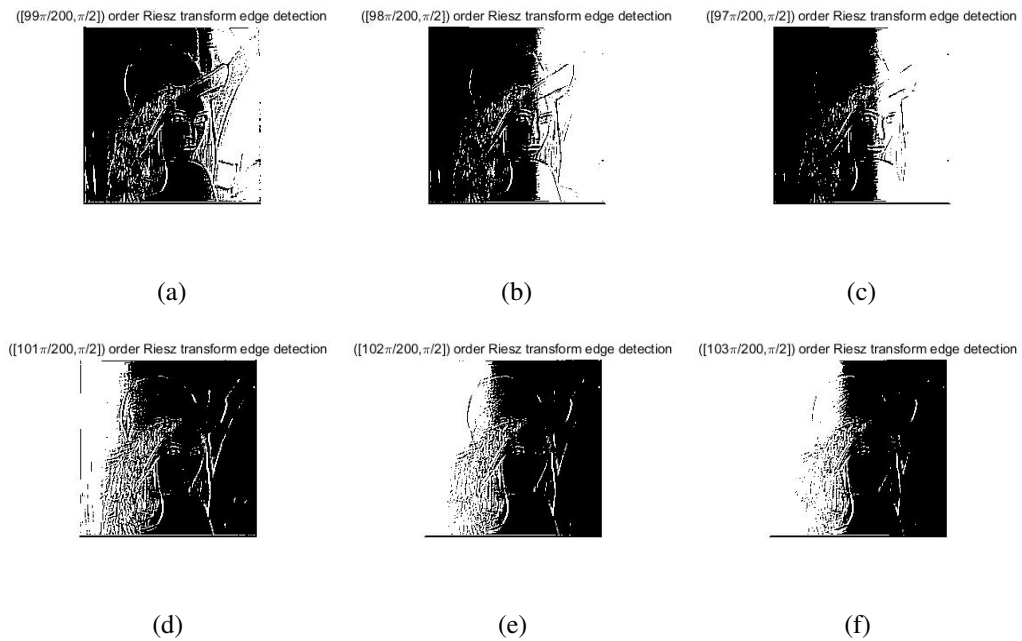 ([99π/200,π/2]) order Riesz transform edge detection
([98π/200,π/2]) order Riesz transform edge detection
([97π/200,π/2]) order Riesz transform edge detection
(a)
(b)
(c)
([101π/200,π/2]) order Riesz transform edge detection
([102π/200,π/2]) order Riesz transform edge detection
([103π/200,π/2]) order Riesz transform edge detection
(d)
(e)
(f)